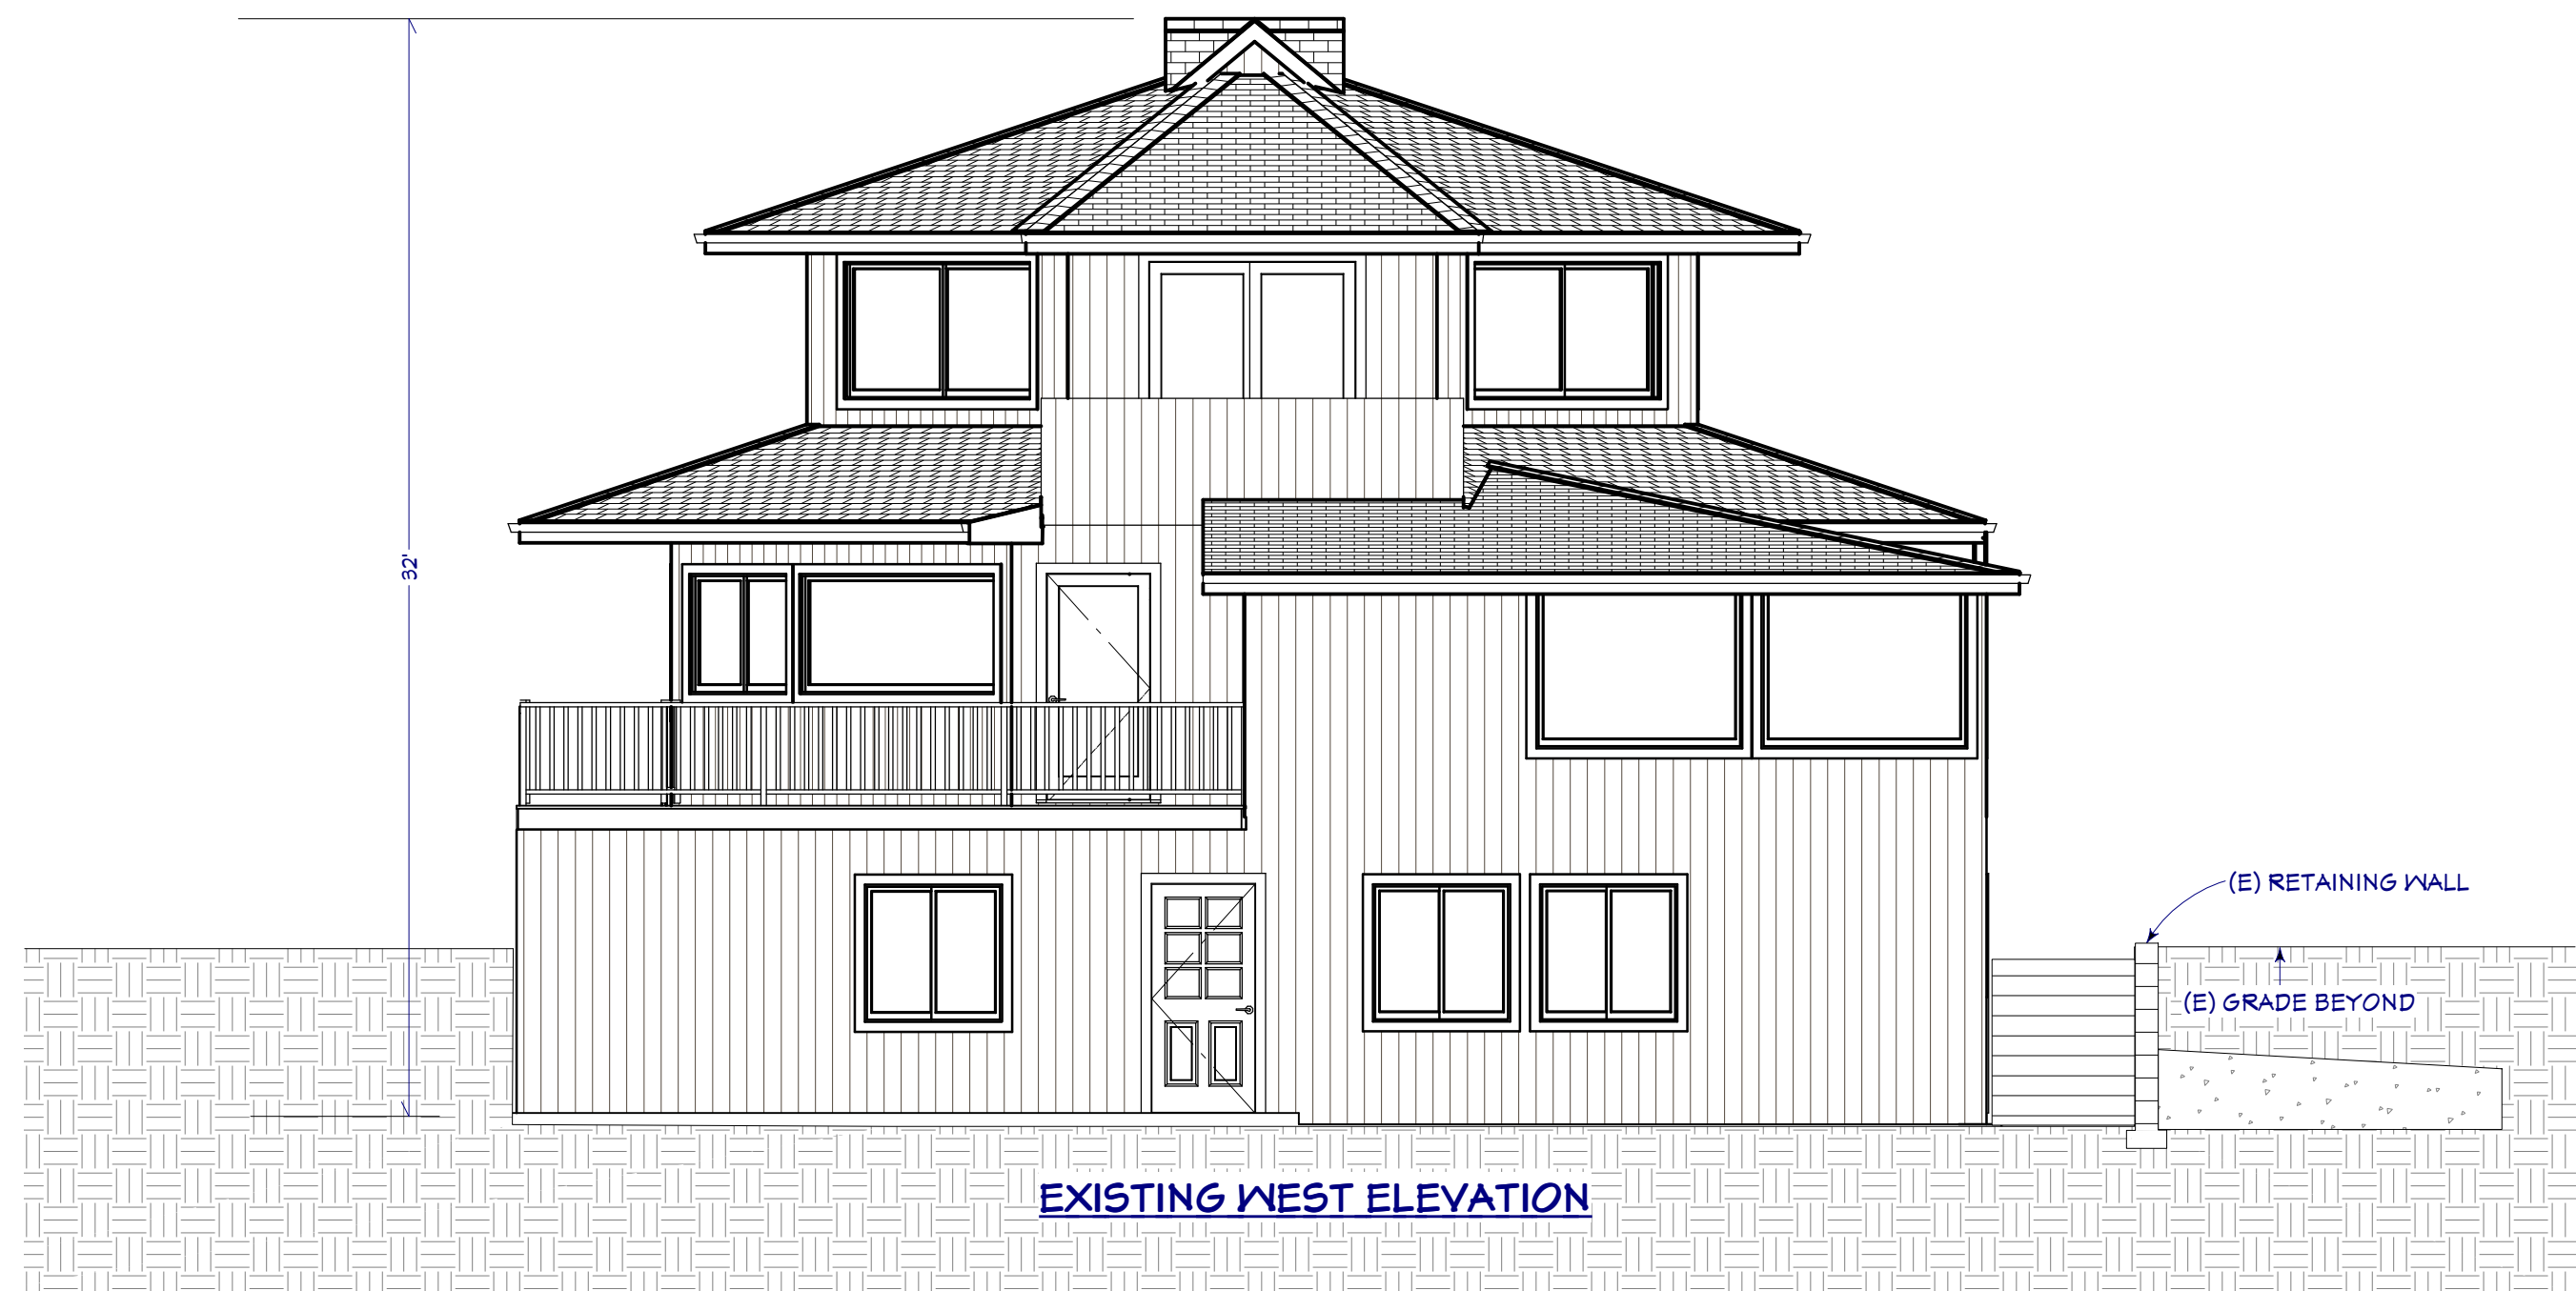 32'
(E) RETAINING WALL
(E) GRADE BEYOND
EXISTING WEST ELEVATION